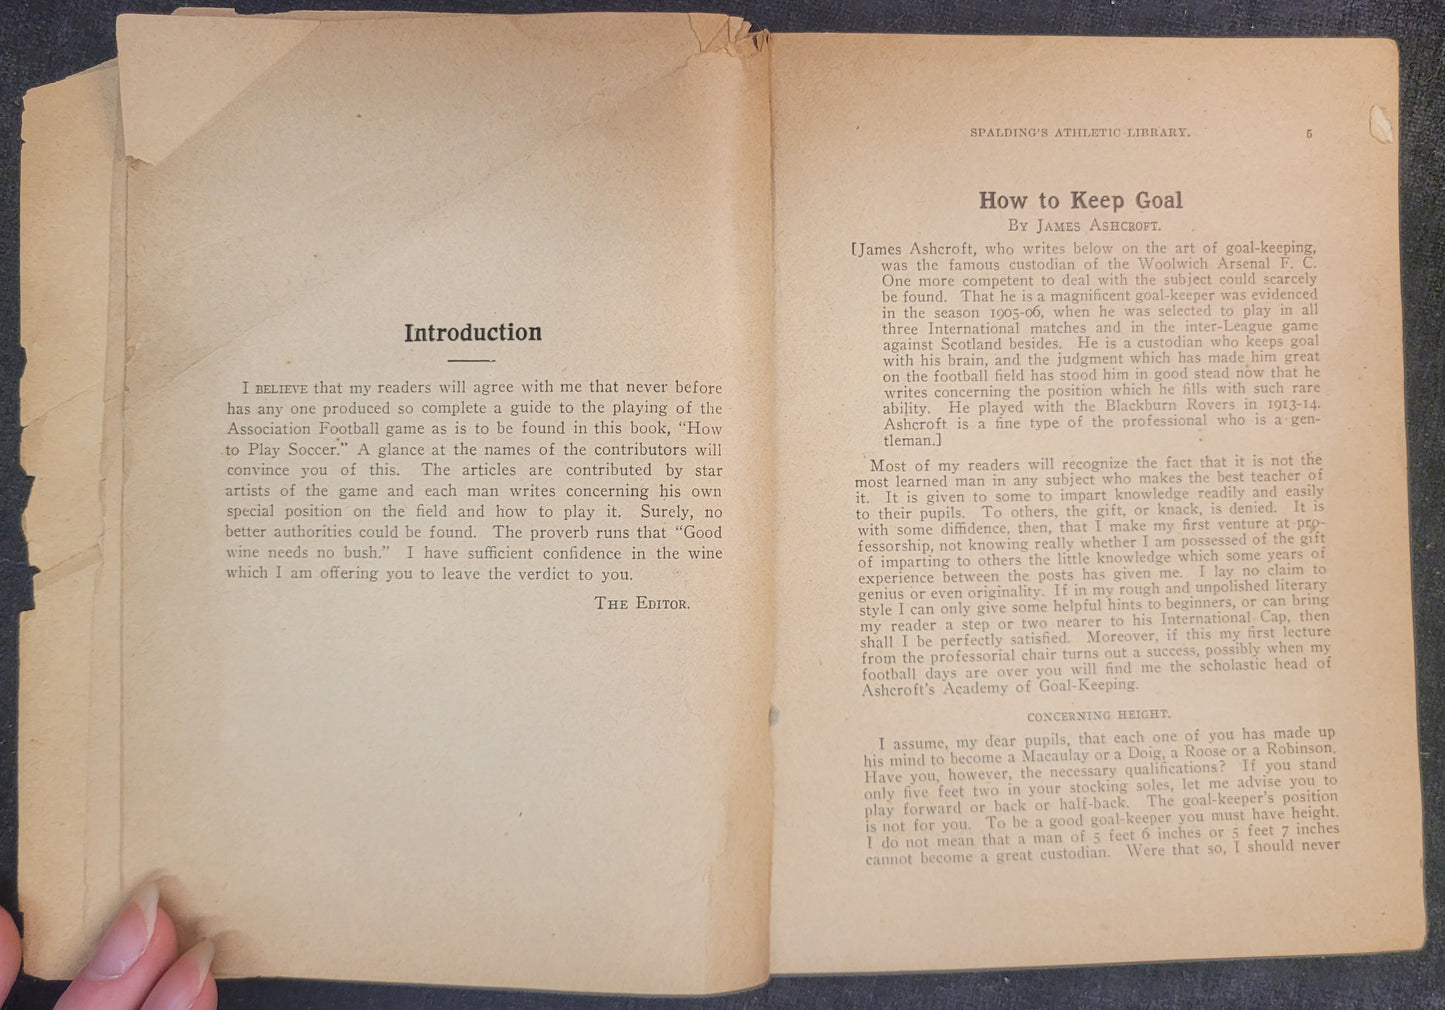 Introduction
I BELIEVE that my readers will agree with me that never before
has any one produced so complete a guide to the playing of the
Association Football game as is to be found in this book, “How
to Play Soccer.” A glance at the names of the contributors will
convince you of this. The articles are contributed by star
artists of the game and each man writes concerning his own
special position on the field and how to play it. Surely, no
better authorities could be found. The proverb runs that “Good
wine needs no bush.” I have sufficient confidence in the wine
which I am offering you to leave the verdict to you.
THE EDITOR.
SPALDING'S ATHLETIC LIBRARY. 5
How to Keep Goal
BY JAMES ASHCROFT.
[James Ashcroft, who writes below on the art of goal-keeping,
was the famous custodian of the Woolwich Arsenal F. C.
One more competent to deal with the subject could scarcely
be found. That he is a magnificent goal-keeper was evidenced
in the season 1905-06, when he was selected to play in all
three International matches and in the inter-League game
against Scotland besides. He is a custodian who keeps goal
with his brain, and the judgment which has made him great
on the football field has stood him in good stead now that he
writes concerning the position which he fills with such rare
ability. He played with the Blackburn Rovers in 1913-14.
Ashcroft is a fine type of the professional who is a gen-
tleman.]
Most of my readers will recognize the fact that it is not the
most learned man in any subject who makes the best teacher of
it. It is given to some to impart knowledge readily and easily
to their pupils. To others, the gift, or knack, is denied. It is
with some diffidence, then, that I make my first venture at pro-
fessorship, not knowing really whether I am possessed of the gift
of imparting to others the little knowledge which some years of
experience between the posts has given me. I lay no claim to
genius or even originality. If in my rough and unpolished literary
style I can only give some helpful hints to beginners, or can bring
my reader a step or two nearer to his International Cap, then
shall I be perfectly satisfied. Moreover, if this my first lecture
from the professorial chair turns out a success, possibly when my
football days are over you will find me the scholastic head of
Ashcroft's Academy of Goal-Keeping.
CONCERNING HEIGHT.
I assume, my dear pupils, that each one of you has made up
his mind to become a Macaulay or a Doig, a Roose or a Robinson.
Have you, however, the necessary qualifications? If you stand
only five feet two in your stocking soles, let me advise you to
play forward or back or half-back. The goal-keeper's position
is not for you. To be a good goal-keeper you must have height.
I do not mean that a man of 5 feet 6 inches or 5 feet 7 inches
cannot become a great custodian. Were that so, I should never